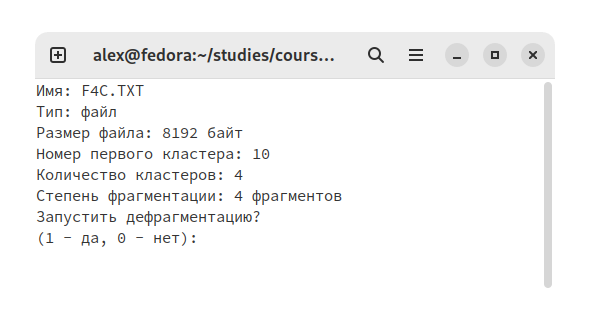 alex@fedora:~/studies/cours...
Имя: F4C.TXT
Тип: файл
Размер файла: 8192 байт
Номер первого кластера: 10
Количество кластеров: 4
Степень фрагментации: 4 фрагментов
Запустить дефрагментацию?
(1 - да, 0 - нет):